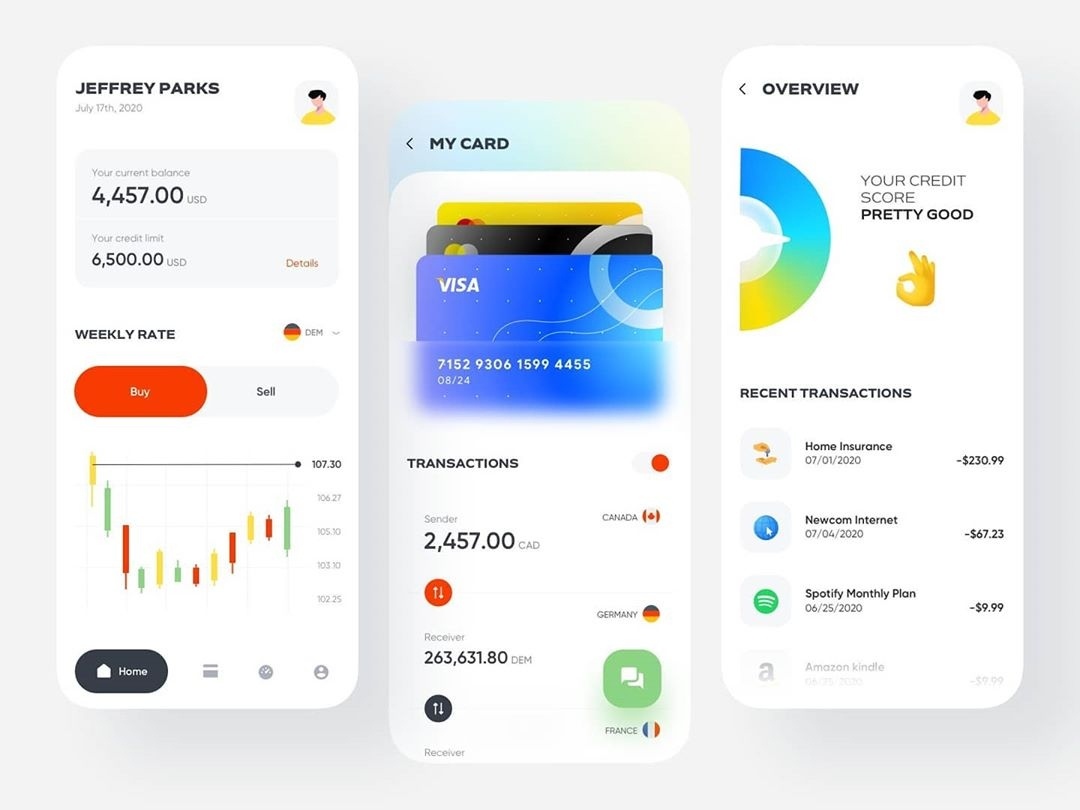 JEFFREY PARKS
July 17th, 2020
Your current balance
4,457.00 USD
Your credit limit
6,500.00 USD
Details
WEEKLY RATE
DEM
Buy
Sell
107.30
106.27
105.10
103.10
102.25
Home
MY CARD
VISA
7152 9306 1599 4455
08/24
TRANSACTIONS
Sender
CANADA
2,457.00 CAD
GERMANY
Receiver
263,631.80 DEM
FRANCE
Receiver
OVERVIEW
YOUR CREDIT
SCORE
PRETTY GOOD
RECENT TRANSACTIONS
Home Insurance
07/01/2020
-$230.99
Newcom Internet
07/04/2020
-$67.23
Spotify Monthly Plan
06/25/2020
-$9.99
a
Amazon kindle
06/25/2020
-$9.99